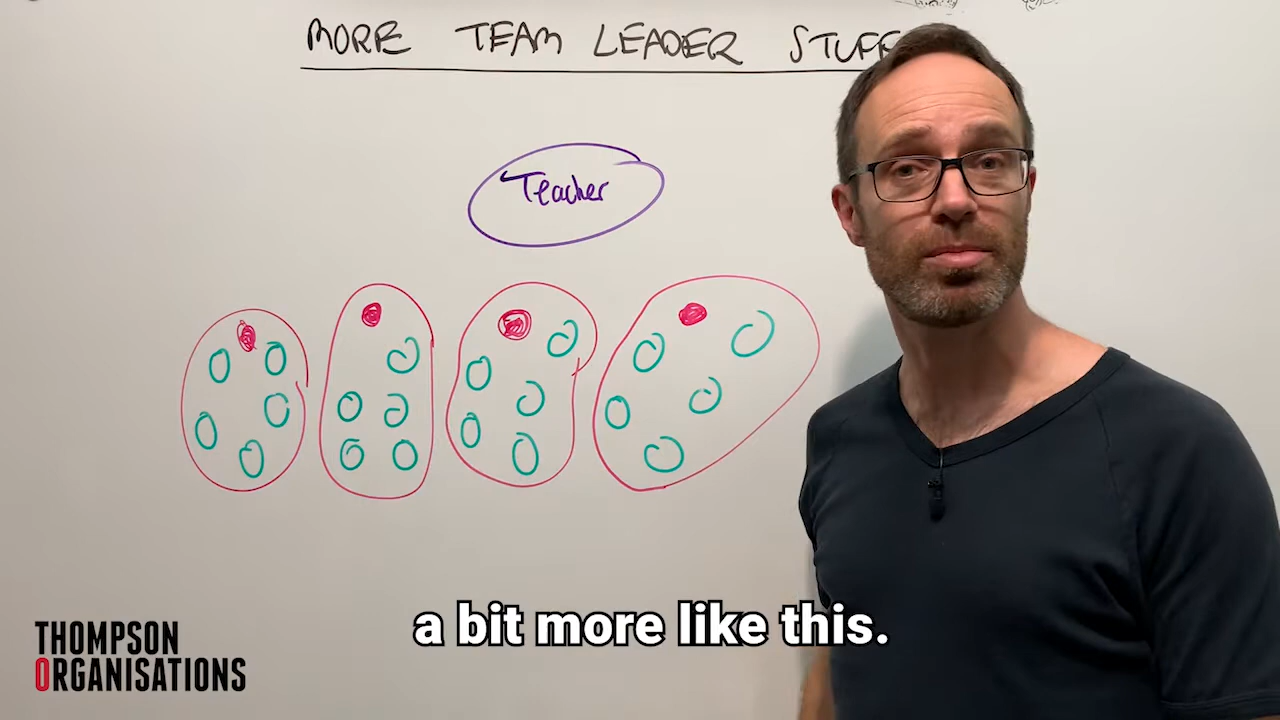 MORE TEAM LEADER STUFF
Teacher
a bit more like this.
THOMPSON
ORGANISATIONS